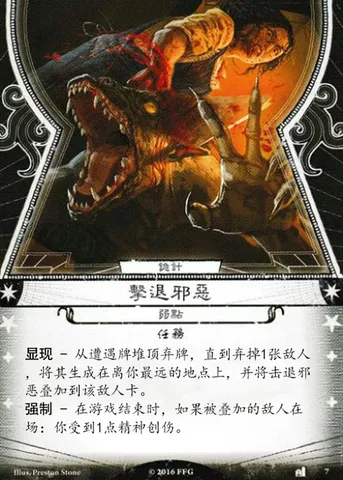 詭計
擊退邪惡
弱點
任務
显现 – 从遭遇牌堆顶弃牌，直到弃掉1张敌人
，将其生成在离你最远的地点上，并将击退邪
恶叠加到该敌人卡。
强制 – 在游戏结束时，如果被叠加的敌人在
场：你受到1点精神创伤。
Illus. Preston Stone
© 2016 FFG
7